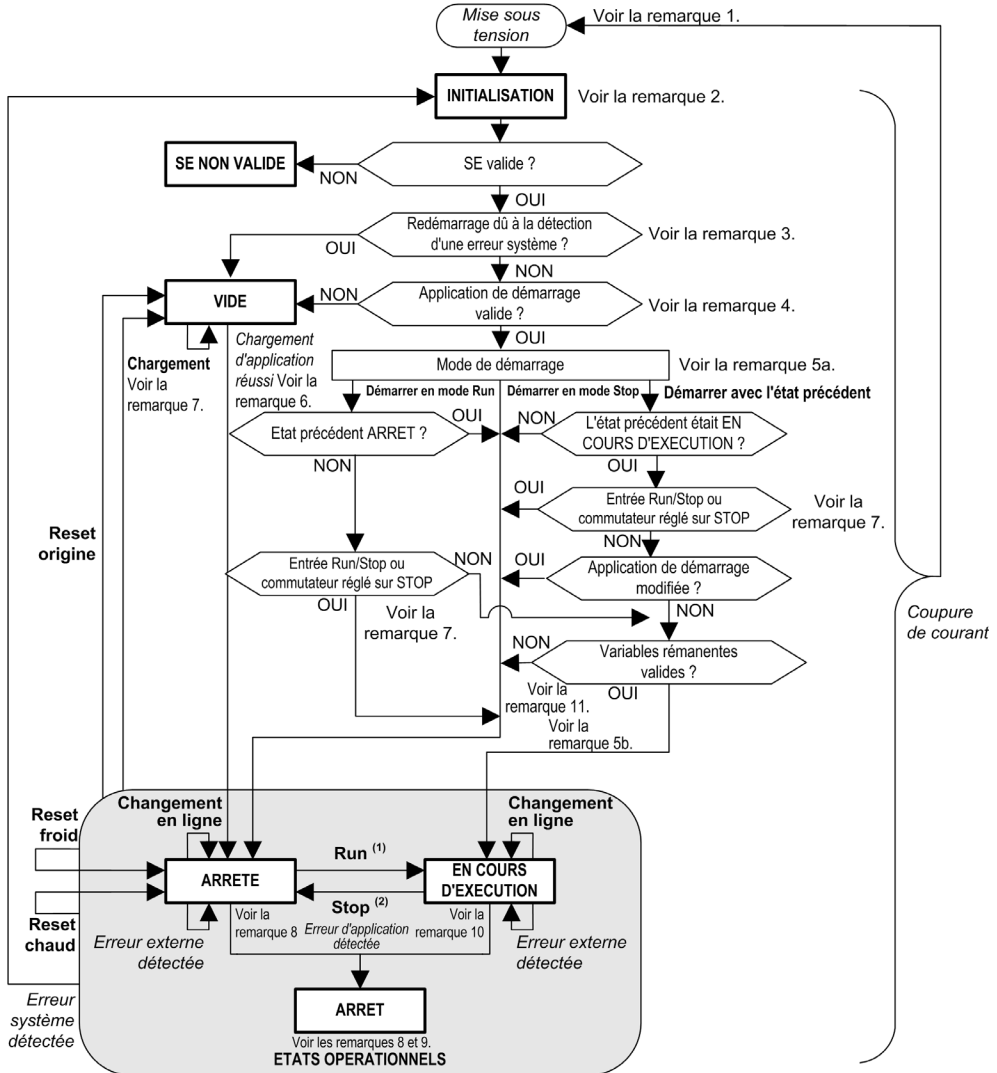 Mise sous
tension
Voir la remarque 1.
INITIALISATION
Voir la remarque 2.
SE NON VALIDE
NON
SE valide ?
OUI
Redémarrage dû à la détection
d'une erreur système ?
OUI
Voir la remarque 3.
NON
VIDE
NON
Application de démarrage
valide ?
Voir la remarque 4.
OUI
Chargement
Voir la
remarque 7.
Chargement
d'application
réussi Voir la
remarque 6.
Mode de démarrage
Voir la remarque 5a.
Démarrer en mode Run
Démarrer en mode Stop
Démarrer avec l'état précédent
Etat précédent ARRET ?
OUI
NON
L'état précédent était EN
COURS D'EXECUTION ?
NON
OUI
OUI
Entrée Run/Stop ou
commutateur réglé sur STOP
Voir la
remarque 7.
NON
Reset
origine
Entrée Run/Stop ou
commutateur réglé sur STOP
NON
OUI
Application de démarrage
modifiée ?
OUI
Voir la
remarque 7.
NON
Coupure
de courant
NON
Variables rémanentes
valides ?
OUI
Voir la
remarque 11.
Voir la
remarque 5b.
Changement
en ligne
Changement
en ligne
Reset
froid
Run (1)
ARRETE
EN COURS
D'EXECUTION
Stop (2)
Reset
chaud
Erreur externe
détectée
Voir la
remarque 8
Erreur d'application
détectée
Voir la
remarque 10
Erreur externe
détectée
Erreur
système
détectée
ARRET
Voir les remarques 8 et 9.
ETATS OPERATIONNELS